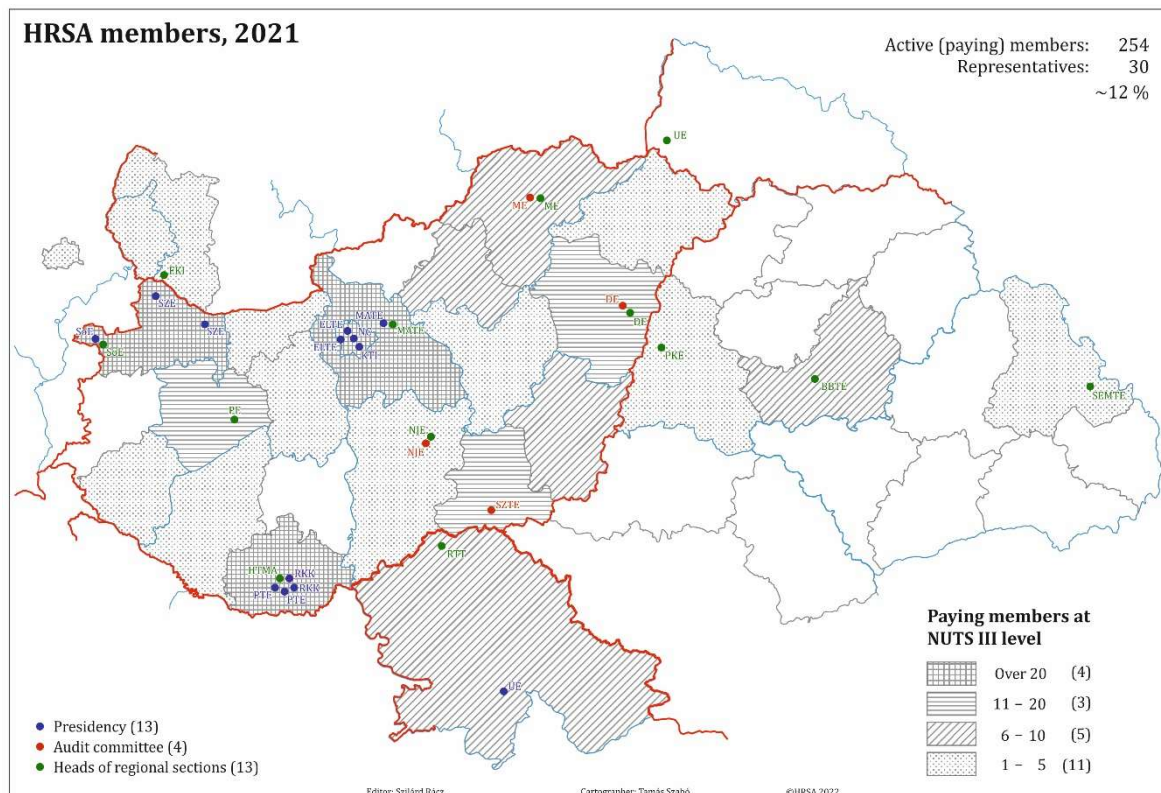 HRSA members, 2021
Active (paying) members: 254
Representatives: 30
~12 %
UE
ME
ME
EKI
SZE
SZE
SoE
SoE
MATE
MATE
ELTE
ELTE
KTI
DE
DE
PKE
BBTE
SEMTE
PE
NJE
NJE
SZTE
RTT
HTMA
RKK
RKK
PTE
PTE
UE
Paying members at
NUTS III level
Over 20 (4)
11 – 20 (3)
6 – 10 (5)
1 – 5 (11)
Presidency (13)
Audit committee (4)
Heads of regional sections (13)
Editor: Szilárd Rácz
Cartographer: Tamás Szabó
©HRSA 2022